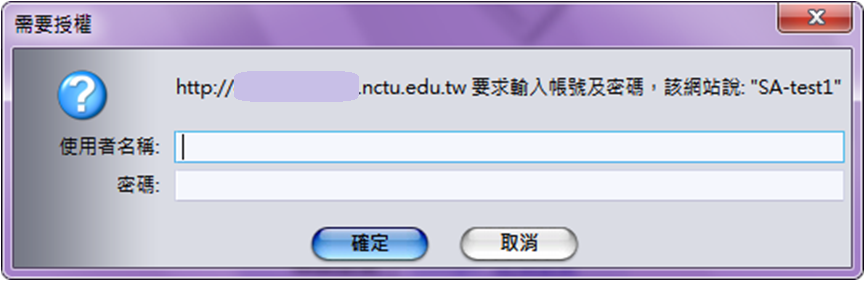 需要授權
http:// .nctu.edu.tw 要求輸入帳號及密碼，該網站說: "SA-test1"
使用者名稱:
密碼:
確定 取消